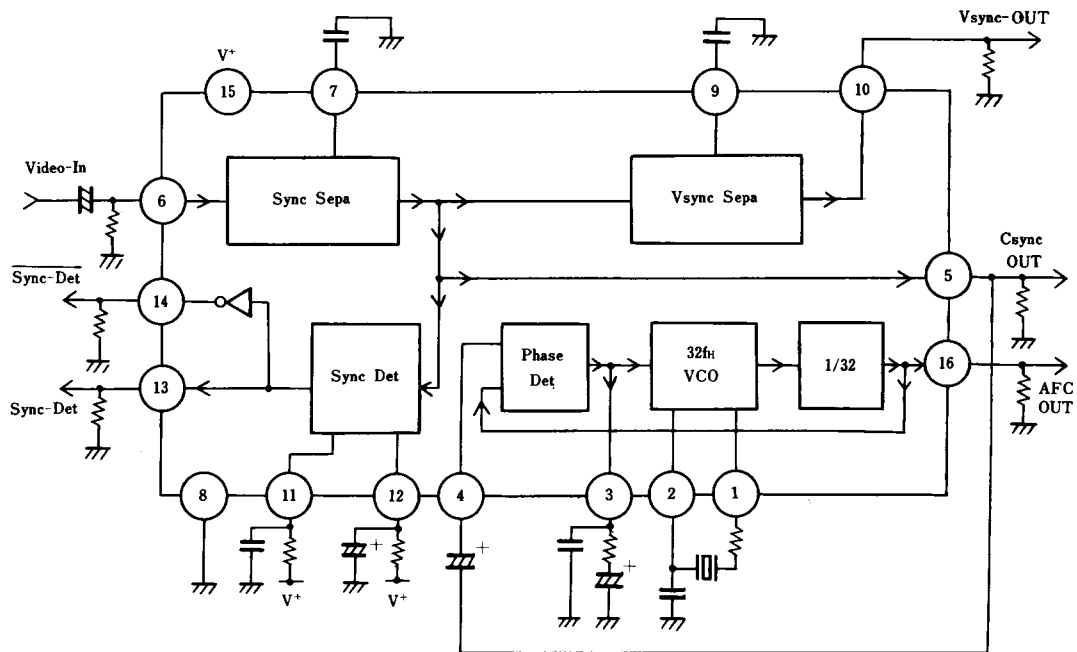 Vsync-OUT
V+
15
7
9
10
Video-In
6
Sync Sepa
Vsync Sepa
Csync
OUT
5
Sync-Det
14
Phase
Det
32fH
VCO
1/32
16
Sync Det
AFC
OUT
13
Sync-Det
8
11
12
4
3
2
1
+
+
+
V+
V+